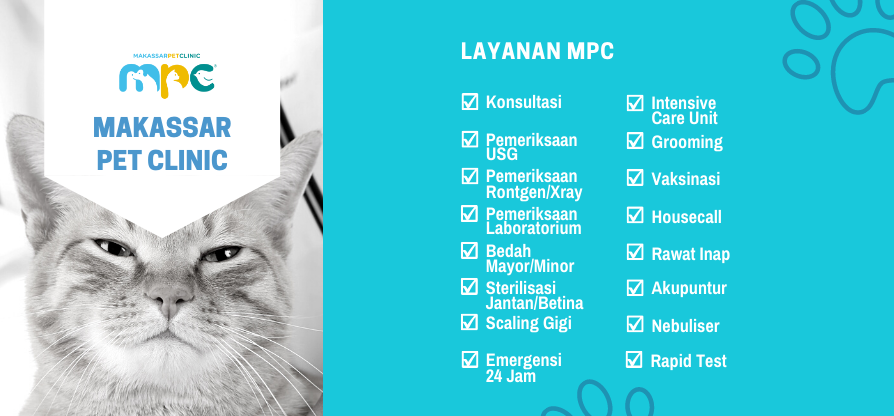 MAKASSARPETCLINIC
mpc
MAKASSAR
PET CLINIC
LAYANAN MPC
Konsultasi
Pemeriksaan
USG
Pemeriksaan
Rontgen/Xray
Pemeriksaan
Laboratorium
Bedah
Mayor/Minor
Sterilisasi
Jantan/Betina
Scaling Gigi
Emergensi
24 Jam
Intensive
Care Unit
Grooming
Vaksinasi
Housecall
Rawat Inap
Akupuntur
Nebuliser
Rapid Test